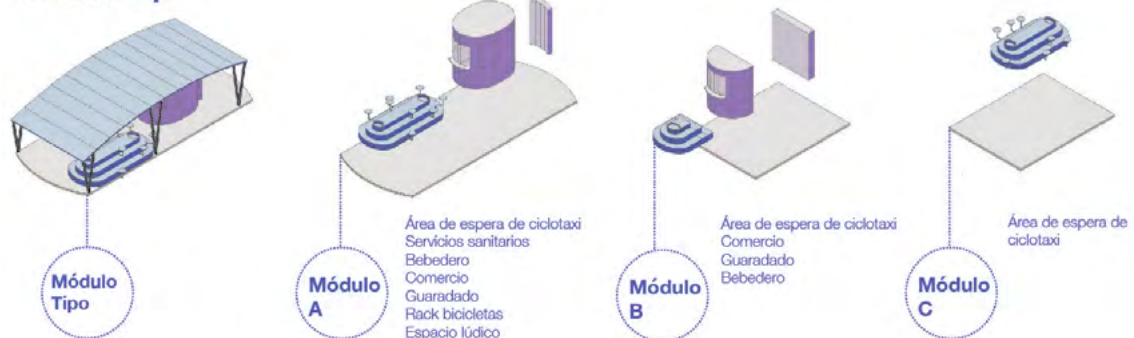 Módulo
Tipo
Módulo
A
Área de espera de ciclotaxi
Servicios sanitarios
Bebedero
Comercio
Guaradado
Rack bicicletas
Espacio lúdico
Módulo
B
Área de espera de ciclotaxi
Comercio
Guaradado
Bebedero
Módulo
C
Área de espera de
ciclotaxi